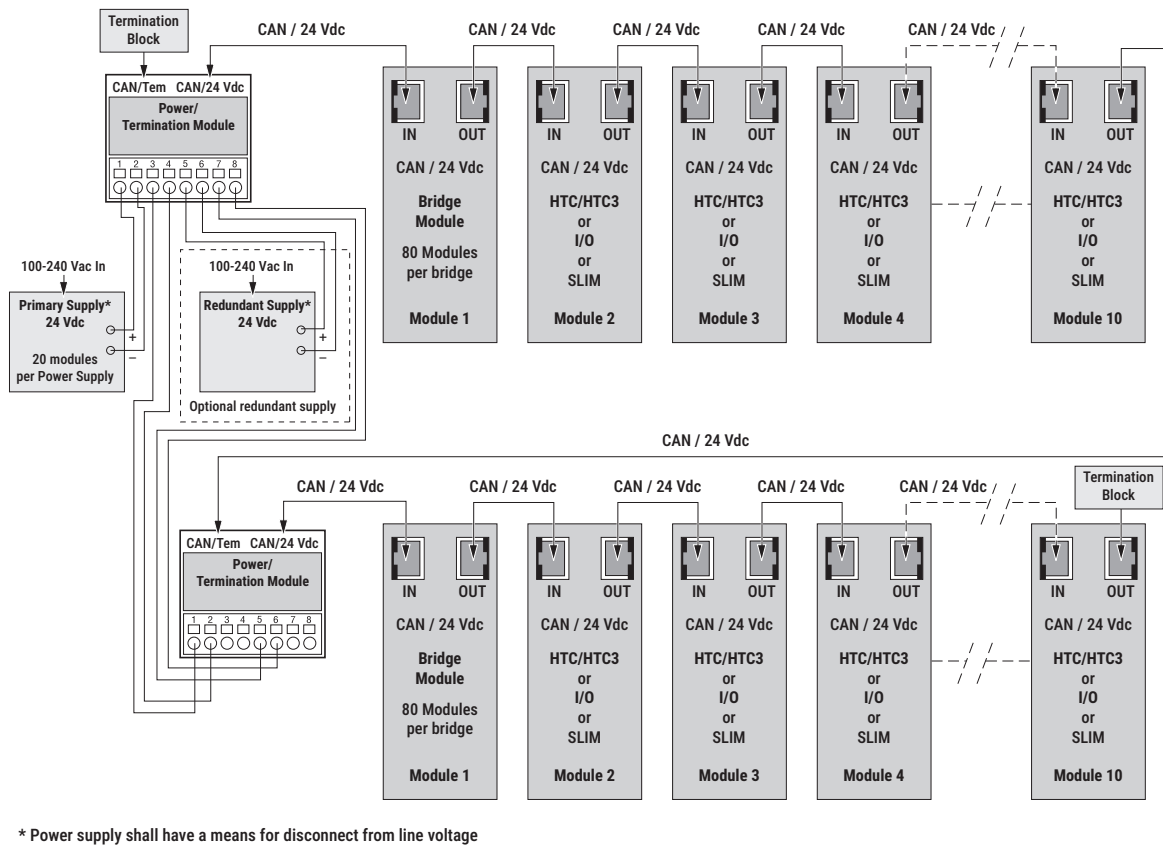 Termination
Block
CAN / 24 Vdc
CAN / 24 Vdc
CAN / 24 Vdc
CAN / 24 Vdc
CAN / 24 Vdc
CAN/Tem CAN/24 Vdc
Power/
Termination Module
1 2 3 4 5 6 7 8
IN OUT
CAN / 24 Vdc
Bridge
Module
80 Modules
per bridge
Module 1
IN OUT
CAN / 24 Vdc
HTC/HTC3
or
I/O
or
SLIM
Module 2
IN OUT
CAN / 24 Vdc
HTC/HTC3
or
I/O
or
SLIM
Module 3
IN OUT
CAN / 24 Vdc
HTC/HTC3
or
I/O
or
SLIM
Module 4
IN OUT
CAN / 24 Vdc
HTC/HTC3
or
I/O
or
SLIM
Module 10
100-240 Vac In
Primary Supply*
24 Vdc
+
−
20 modules
per Power Supply
100-240 Vac In
Redundant Supply*
24 Vdc
+
−
Optional redundant supply
CAN / 24 Vdc
CAN / 24 Vdc
CAN / 24 Vdc
CAN / 24 Vdc
CAN / 24 Vdc
CAN / 24 Vdc
Termination
Block
CAN/Tem CAN/24 Vdc
Power/
Termination Module
1 2 3 4 5 6 7 8
IN OUT
CAN / 24 Vdc
Bridge
Module
80 Modules
per bridge
Module 1
IN OUT
CAN / 24 Vdc
HTC/HTC3
or
I/O
or
SLIM
Module 2
IN OUT
CAN / 24 Vdc
HTC/HTC3
or
I/O
or
SLIM
Module 3
IN OUT
CAN / 24 Vdc
HTC/HTC3
or
I/O
or
SLIM
Module 4
IN OUT
CAN / 24 Vdc
HTC/HTC3
or
I/O
or
SLIM
Module 10
* Power supply shall have a means for disconnect from line voltage